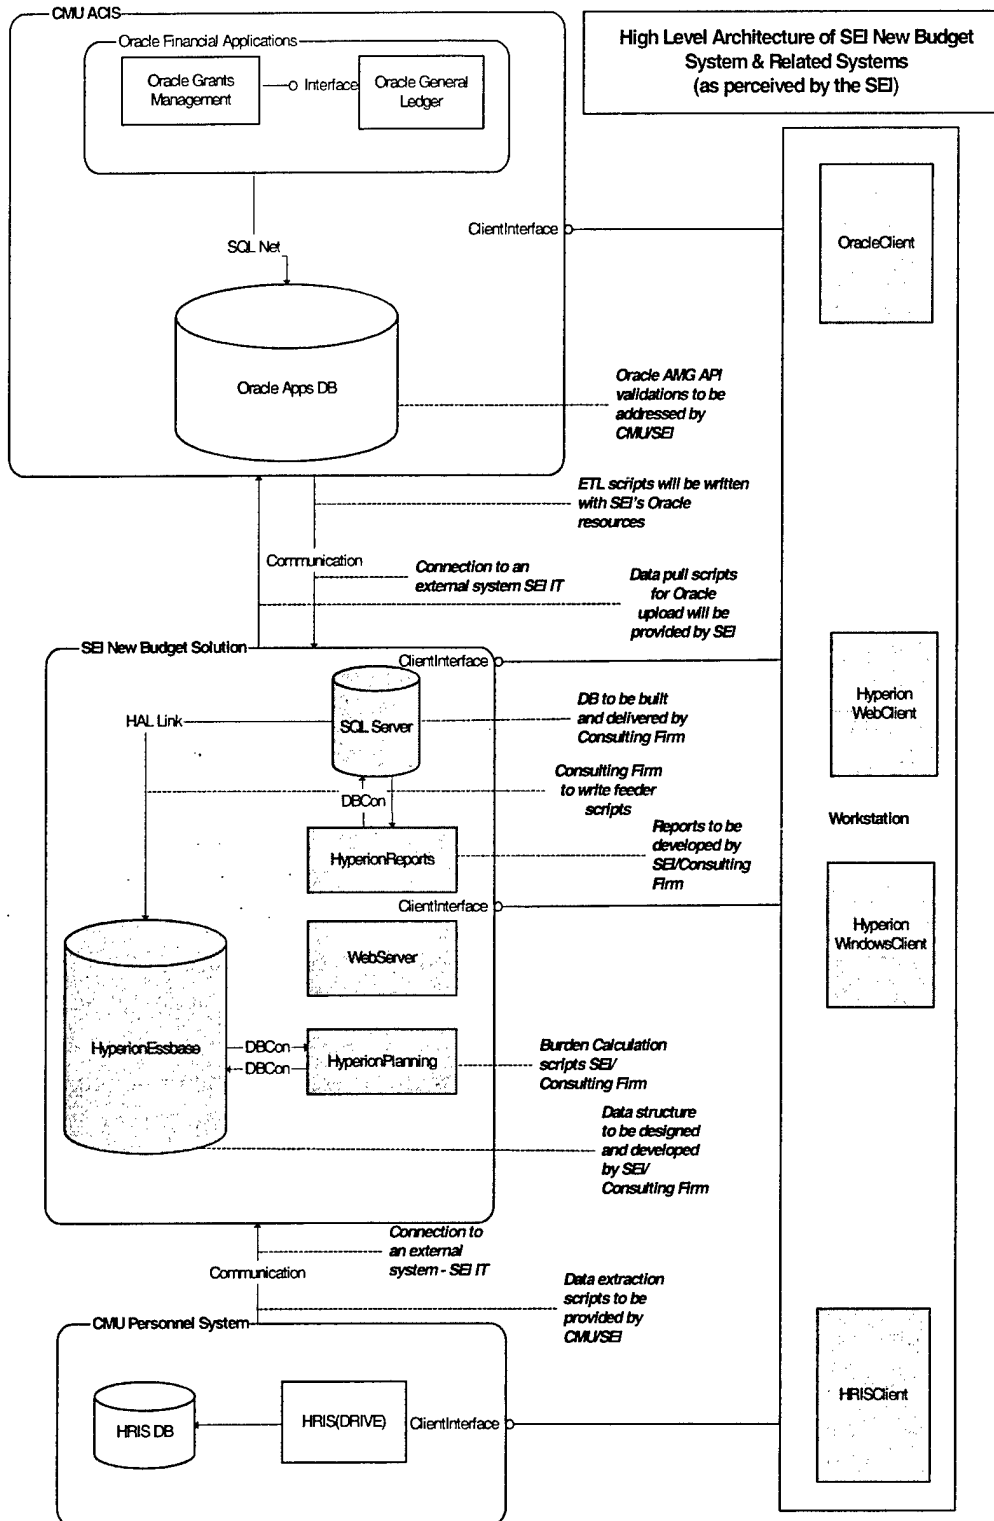 CMU ACIS
Oracle Financial Applications
Oracle Grants
Management
Interface
Oracle General
Ledger
High Level Architecture of SEI New Budget
System & Related Systems
(as perceived by the SEI)
ClientInterface
SQL Net
OracleClient
Oracle Apps DB
Oracle AMG API
validations to be
addressed by
CMU/SEI
ETL scripts will be written
with SEI's Oracle
resources
Communication
Connection to an
external system SEI IT
Data pull scripts
for Oracle
upload will be
provided by SEI
SEI New Budget Solution
ClientInterface
HAL Link
SQL Server
DB to be built
and delivered by
Consulting Firm
Hyperion
WebClient
DBCon
Consulting Firm
to write feeder
scripts
Workstation
HyperionReports
Reports to be
developed by
SEI/Consulting
Firm
ClientInterface
Hyperion
WindowsClient
WebServer
HyperionEssbase
DBCon
DBCon
HyperionPlanning
Burden Calculation
scripts SEI/
Consulting Firm
Data structure
to be designed
and developed
by SEI/
Consulting Firm
Connection to
an external
system - SEI IT
Communication
Data extraction
scripts to be
provided by
CMU/SEI
CMU Personnel System
HRIS DB
HRIS(DRIVE)
ClientInterface
HRISClient